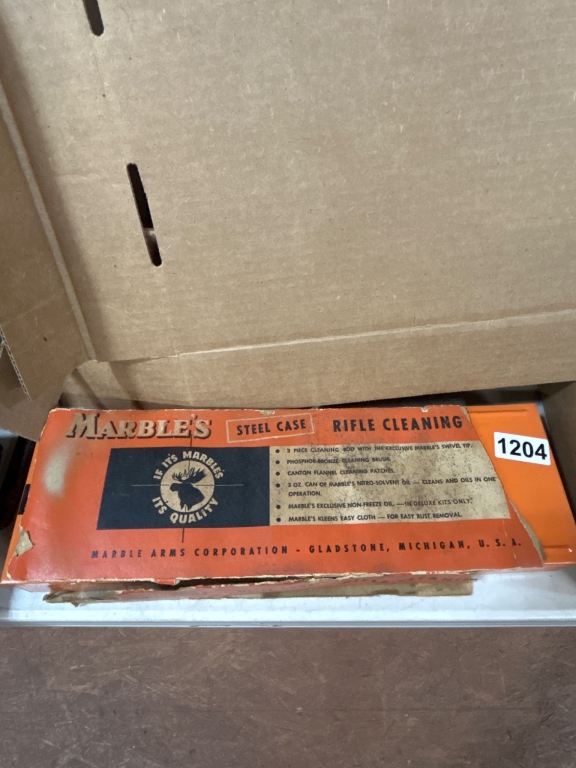 MARBLE'S STEEL CASE RIFLE CLEANING
IF IT'S MARBLE'S
ITS QUALITY
• 3 PIECE CLEANING ROD WITH THE EXCLUSIVE MARBLE'S SWIVEL TIP.
• PHOSPHOR-BRONZE CLEANING BRUSH.
• CANTON FLANNEL CLEANING PATCHES.
• 3 OZ. CAN OF MARBLE'S NITRO-SOLVENT OIL — CLEANS AND OILS IN ONE
OPERATION.
• MARBLE'S EXCLUSIVE NON-FREEZE OIL, — IN DELUXE KITS ONLY.
• MARBLE'S KLEENS EASY CLOTH — FOR EASY RUST REMOVAL.
MARBLE ARMS CORPORATION - GLADSTONE, MICHIGAN, U. S. A.
1204